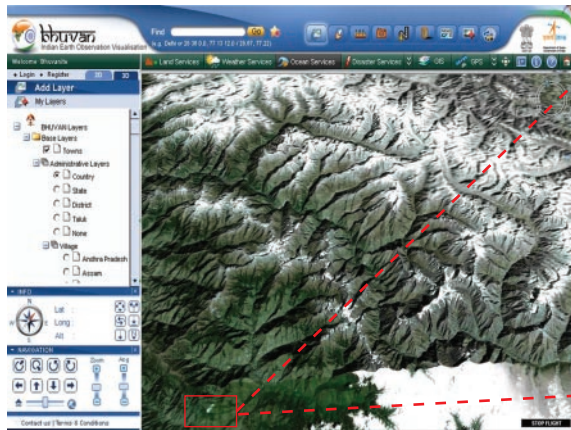 bhuvan
Indian Earth Observation Visualisation
Find
Go
Welcome Bhuvanite
Land Services
Weather Services
Ocean Services
Disaster Services
GIS
GPS
Login
Register
2D
3D
Add Layer
My Layers
BHUVAN Layers
Base Layers
Towns
Administrative Layers
Country
State
District
Taluk
None
Village
Andhra Pradesh
Assam
INFO
N
W
E
S
Lat :
Long :
Alt :
NAVIGATION
Zoom
Contact us | Terms & Conditions
STOP FLIGHT